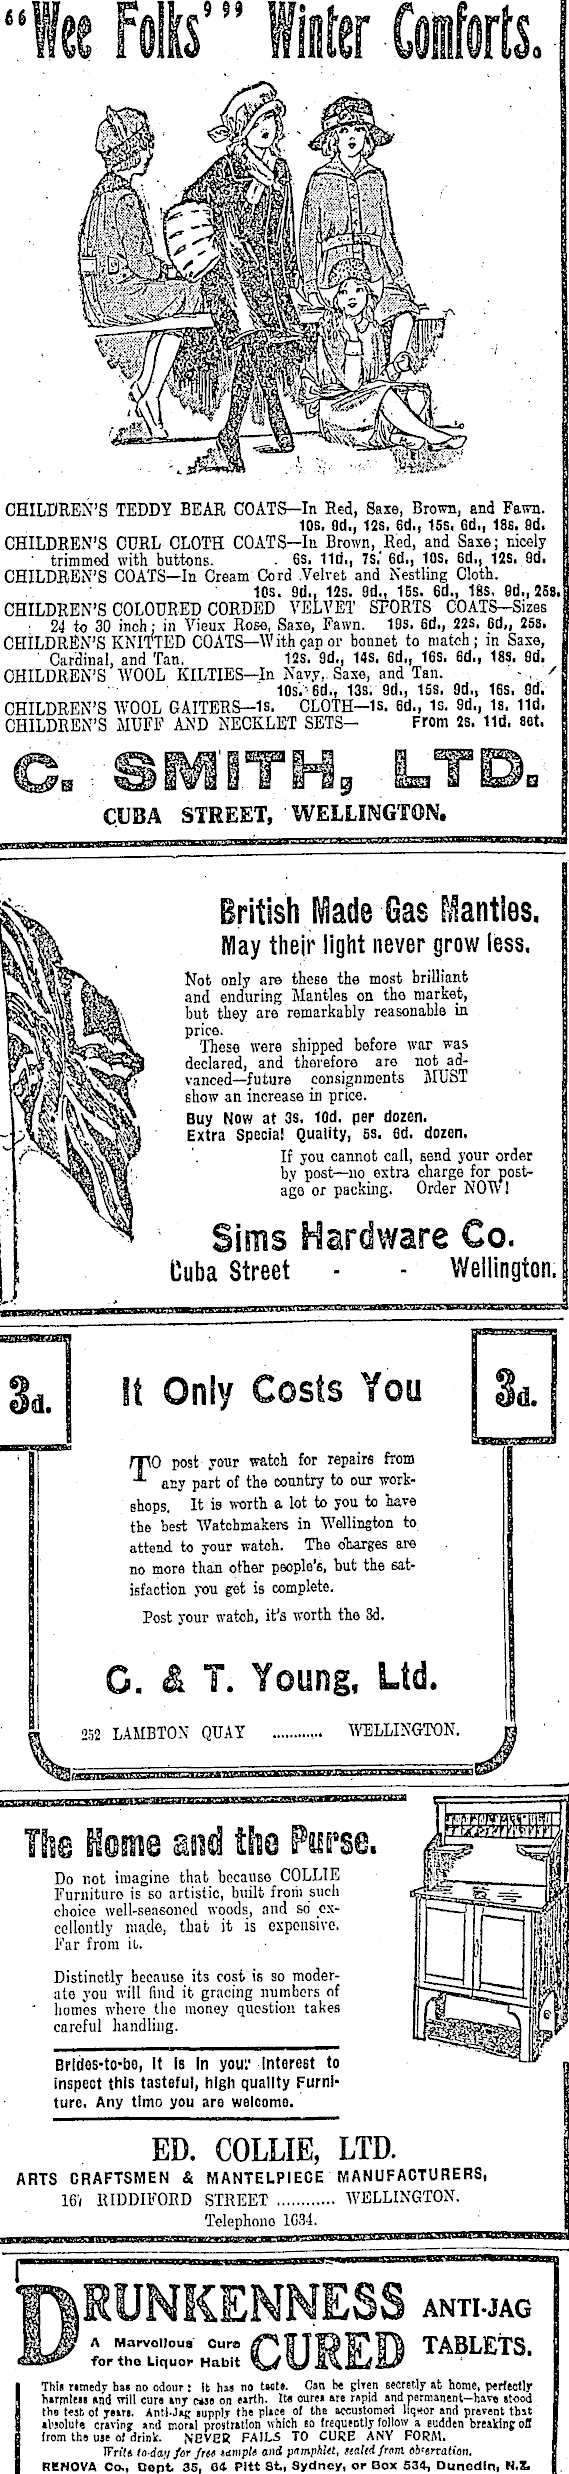 “Wee Folks’” Winter Comforts.
CHILDREN'S TEDDY BEAR COATS—In Red, Saxe, Brown, and Fawn.
10s. 9d., 12s. 6d., 15s. 6d., 18s. 9d.
CHILDREN'S CURL CLOTH COATS—In Brown, Red, and Saxe; nicely
trimmed with buttons. 6s. 11d., 7s. 6d., 10s. 6d., 12s. 9d.
CHILDREN'S COATS—In Cream Cord Velvet and Nestling Cloth.
10s. 9d., 12s. 9d., 15s. 6d., 18s. 9d., 25s.
CHILDREN'S COLOURED CORDED VELVET SPORTS COATS—Sizes
24 to 30 inch; in Vieux Rose, Saxe, Fawn. 19s. 6d., 22s. 6d., 25s.
CHILDREN'S KNITTED COATS—With cap or bonnet to match; in Saxe,
Cardinal, and Tan. 12s. 9d., 14s. 6d., 16s. 6d., 18s. 9d.
CHILDREN'S WOOL KILTIES—In Navy, Saxe, and Tan.
10s. 6d., 13s. 9d., 15s. 9d., 16s. 9d.
CHILDREN'S WOOL GAITERS—1s. CLOTH—1s. 6d., 1s. 9d., 1s. 11d.
CHILDREN'S MUFF AND NECKLET SETS— From 2s. 11d. set.
C. SMITH, LTD.
CUBA STREET, WELLINGTON.
British Made Gas Mantles.
May their light never grow less.
Not only are these the most brilliant
and enduring Mantles on the market,
but they are remarkably reasonable in
price.
These were shipped before war was
declared, and therefore are not ad-
vanced—future consignments MUST
show an increase in price.
Buy Now at 3s. 10d. per dozen.
Extra Special Quality, 5s. 6d. dozen.
If you cannot call, send your order
by post—no extra charge for post-
age or packing. Order NOW!
Sims Hardware Co.
Cuba Street - - Wellington.
3d. It Only Costs You 3d.
TO post your watch for repairs from
any part of the country to our work-
shops. It is worth a lot to you to have
the best Watchmakers in Wellington to
attend to your watch. The charges are
no more than other people's, but the sat-
isfaction you get is complete.
Post your watch, it's worth the 3d.
G. & T. Young, Ltd.
252 LAMBTON QUAY ............ WELLINGTON.
The Home and the Purse.
Do not imagine that because COLLIE
Furniture is so artistic, built from such
choice well-seasoned woods, and so ex-
cellently made, that it is expensive.
Far from it.
Distinctly because its cost is so moder-
ate you will find it gracing numbers of
homes where the money question takes
careful handling.
Brides-to-be, it is in your interest to
inspect this tasteful, high quality Furni-
ture. Any time you are welcome.
ED. COLLIE, LTD.
ARTS CRAFTSMEN & MANTELPIECE MANUFACTURERS,
RIDDIFORD STREET ............ WELLINGTON.
Telephone 1634.
DRUNKENNESS ANTI-JAG
A Marvellous Cure
for the Liquor Habit CURED TABLETS.
This remedy has no odour: it has no taste. Can be given secretly at home, perfectly
harmless and will cure any case on earth. Its cures are rapid and permanent—have stood
the test of years. Anti-Jag supply the place of the accustomed liquor and prevent that
absolute craving and moral prostration which so frequently follow a sudden breaking off
from the use of drink. NEVER FAILS TO CURE ANY FORM.
Write to-day for free sample and pamphlet, sealed from observation.
RENOVA Co., Dept. 35, 64 Pitt St., Sydney, or Box 534, Dunedin, N.Z.